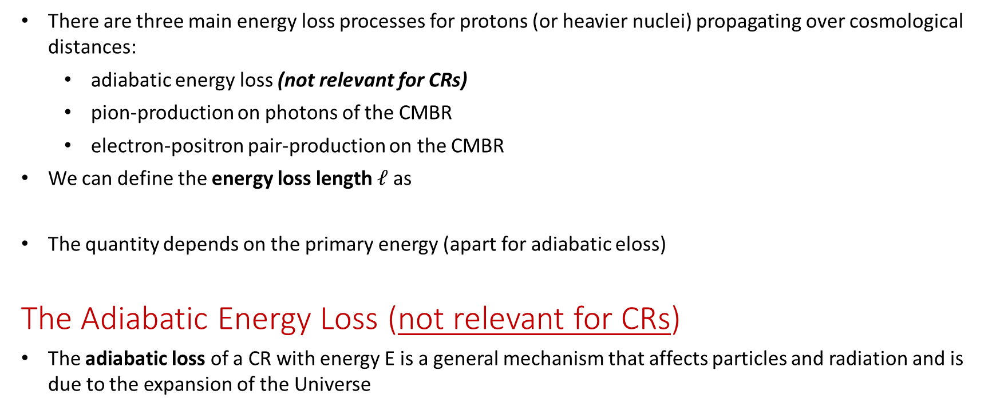 • There are three main energy loss processes for protons (or heavier nuclei) propagating over cosmological
distances:
• adiabatic energy loss (not relevant for CRs)
• pion-production on photons of the CMBR
• electron-positron pair-production on the CMBR
• We can define the energy loss length ℓ as
• The quantity depends on the primary energy (apart for adiabatic eloss)
The Adiabatic Energy Loss (not relevant for CRs)
• The adiabatic loss of a CR with energy E is a general mechanism that affects particles and radiation and is
due to the expansion of the Universe